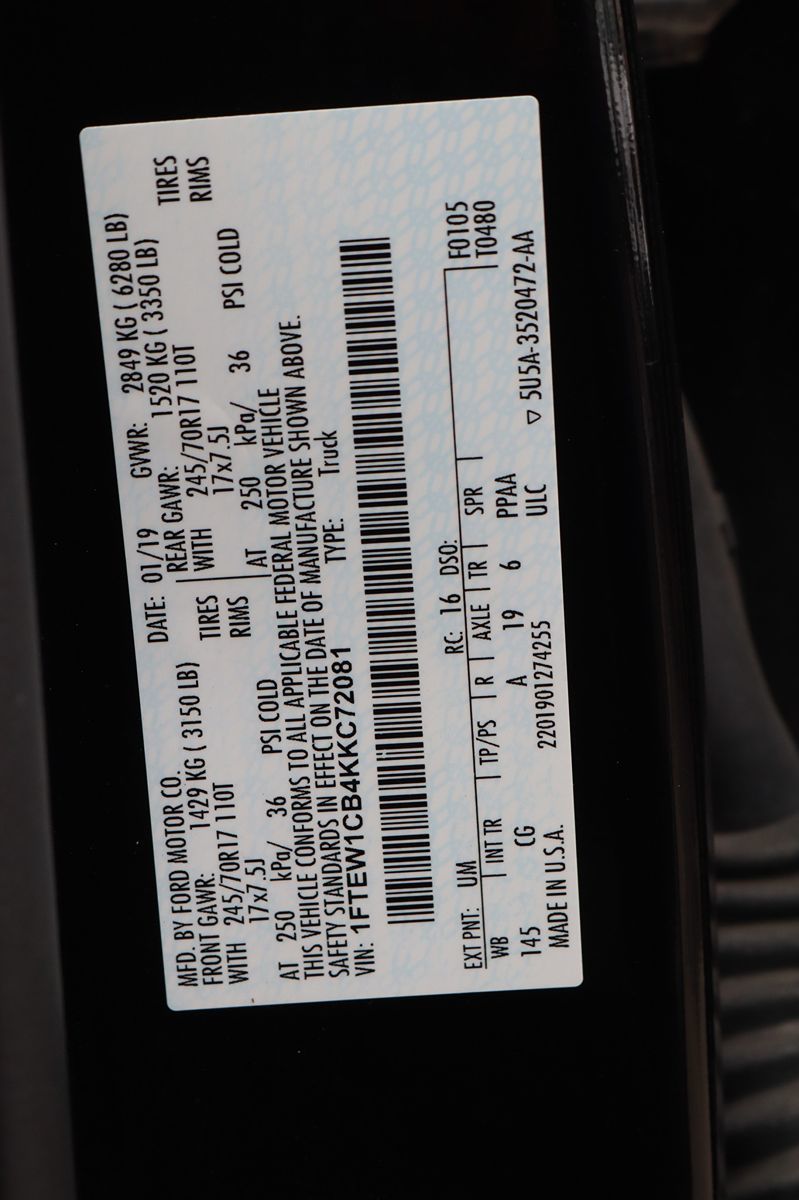 MFD. BY FORD MOTOR CO.
DATE: 01/19 GVWR: 2849 KG ( 6280 LB)
FRONT GAWR: 1429 KG ( 3150 LB) REAR GAWR: 1520 KG ( 3350 LB)
WITH 245/70R17 110T TIRES WITH 245/70R17 110T TIRES
17x7.5J RIMS 17x7.5J RIMS
AT 250 kPa/ 36 PSI COLD AT 250 kPa/ 36 PSI COLD
THIS VEHICLE CONFORMS TO ALL APPLICABLE FEDERAL MOTOR VEHICLE
SAFETY STANDARDS IN EFFECT ON THE DATE OF MANUFACTURE SHOWN ABOVE.
VIN: 1FTEW1CB4KKC72081 TYPE: Truck
EXT PNT: UM RC: 16 DSO: F0105
WB INT TR TP/PS R AXLE TR SPR T0480
145 CG A 19 6 PPAA
MADE IN U.S.A. 2201901274255 ULC ▽ 5U5A-3520472-AA